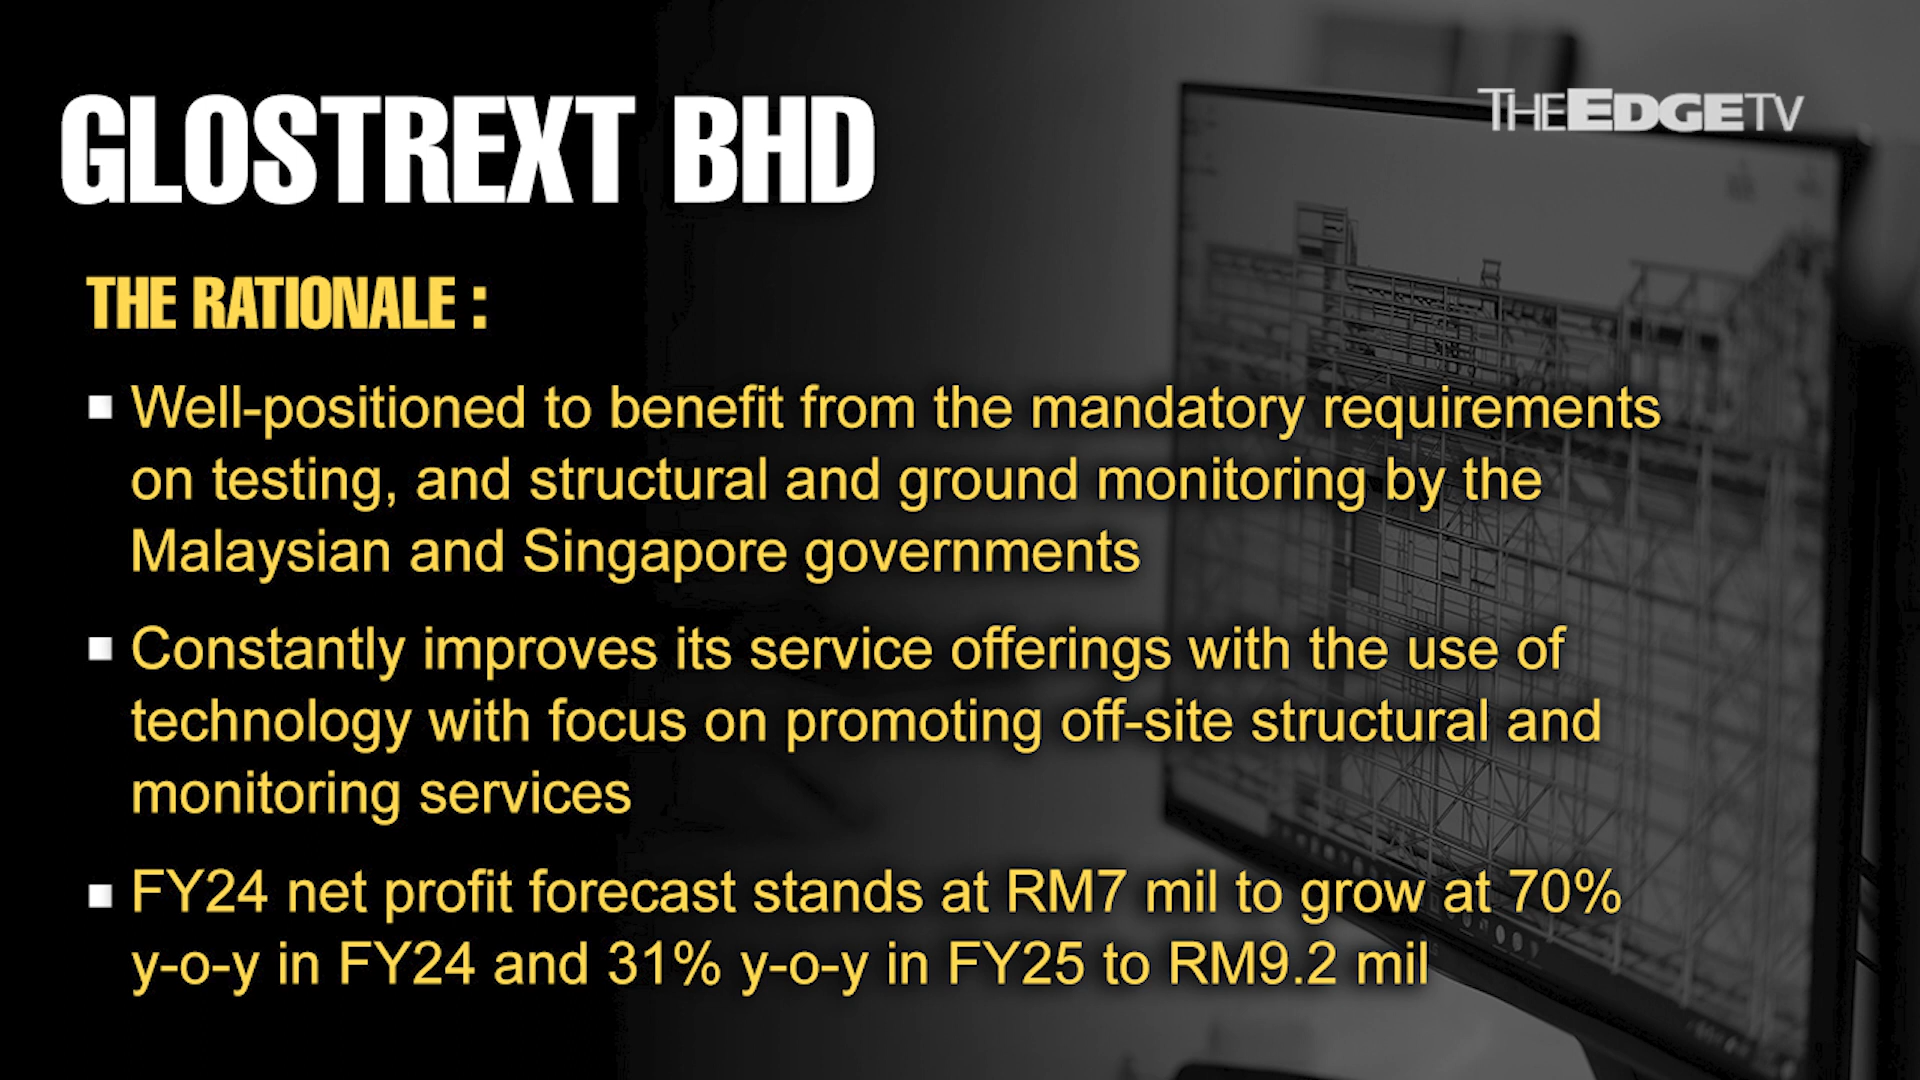 GLOSTREXT BHD
THEEDGETV
THE RATIONALE :
Well-positioned to benefit from the mandatory requirements
on testing, and structural and ground monitoring by the
Malaysian and Singapore governments
Constantly improves its service offerings with the use of
technology with focus on promoting off-site structural and
monitoring services
FY24 net profit forecast stands at RM7 mil to grow at 70%
y-o-y in FY24 and 31% y-o-y in FY25 to RM9.2 mil